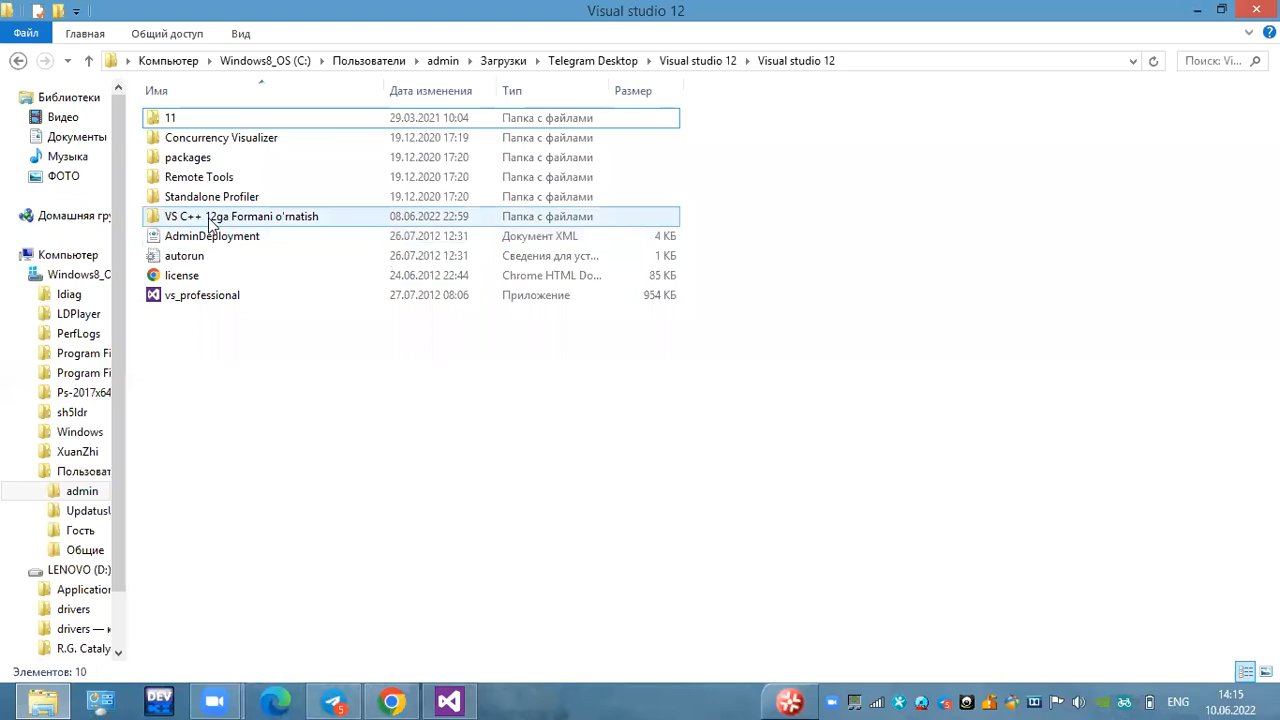 Visual studio 12
Файл Главная Общий доступ Вид
Компьютер Windows8_OS (C:) Пользователи admin Загрузки Telegram Desktop Visual studio 12 Visual studio 12 Поиск: Vi...
Имя Дата изменения Тип Размер
11 29.03.2021 10:04 Папка с файлами
Concurrency Visualizer 19.12.2020 17:19 Папка с файлами
packages 19.12.2020 17:20 Папка с файлами
Remote Tools 19.12.2020 17:20 Папка с файлами
Standalone Profiler 19.12.2020 17:20 Папка с файлами
VS C++ 12ga Formani o'rnatish 08.06.2022 22:59 Папка с файлами
AdminDeployment 26.07.2012 12:31 Документ XML 4 КБ
autorun 26.07.2012 12:31 Сведения для уст... 1 КБ
license 24.06.2012 22:44 Chrome HTML Do... 85 КБ
vs_professional 27.07.2012 08:06 Приложение 954 КБ
Библиотеки
Видео
Документы
Музыка
ФОТО
Домашняя гру
Компьютер
Windows8_O
Idiag
LDPlayer
PerfLogs
Program Fi
Program Fi
Ps-2017x64
sh5ldr
Windows
XuanZhi
Пользоват
admin
UpdatusU
Гость
Общие
LENOVO (D:)
Application
drivers
drivers — к
R.G. Cataly
Элементов: 10
DEV
5
5
ENG
14:15
10.06.2022